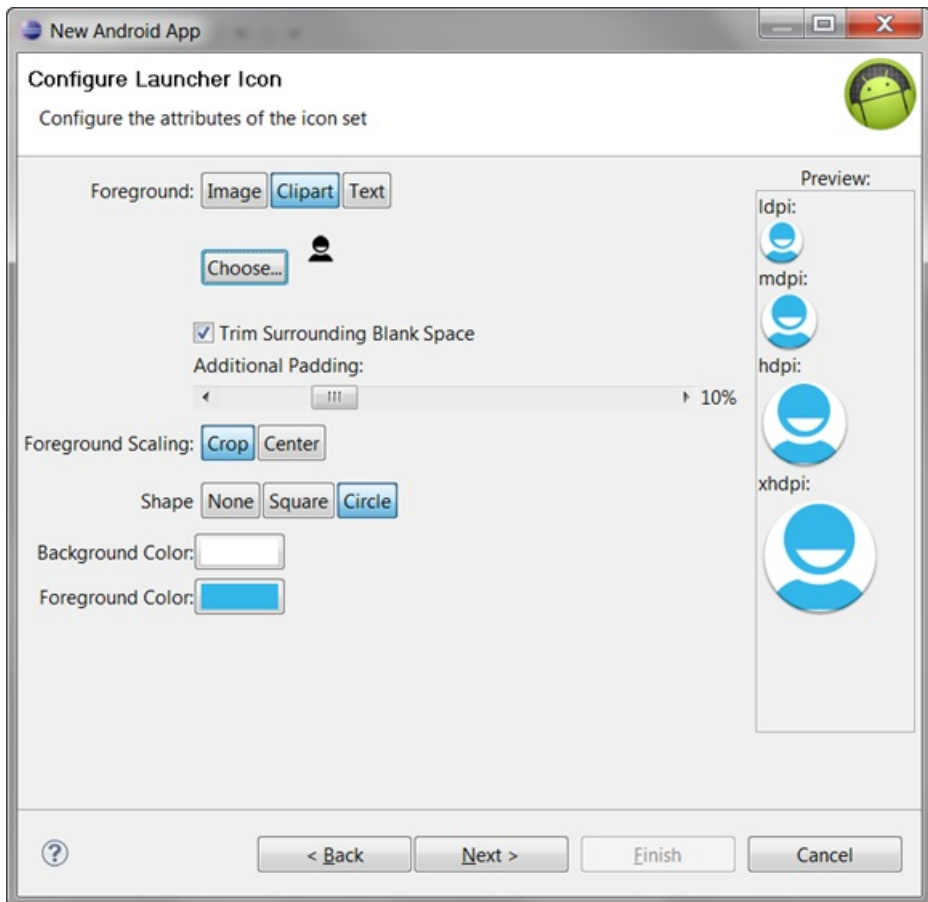 New Android App
Configure Launcher Icon
Configure the attributes of the icon set
Foreground: Image Clipart Text
Choose...
Trim Surrounding Blank Space
Additional Padding:
10%
Foreground Scaling: Crop Center
Shape None Square Circle
Background Color:
Foreground Color:
Preview:
ldpi:
mdpi:
hdpi:
xhdpi:
< Back Next > Finish Cancel